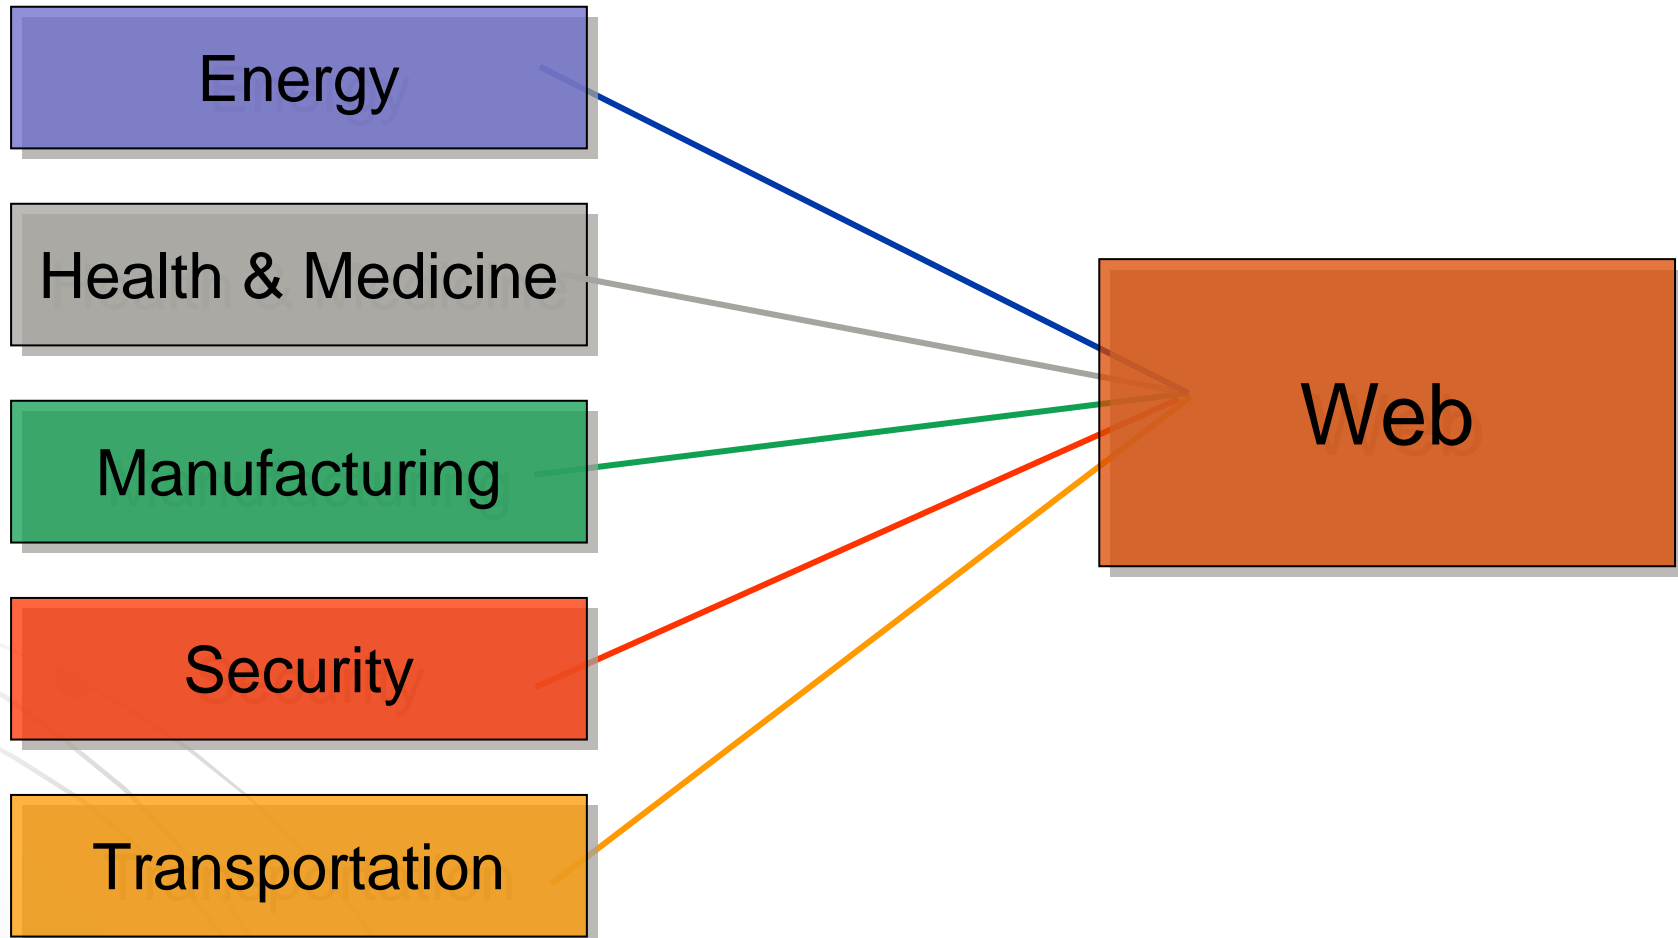 Energy
Health & Medicine
Manufacturing
Security
Transportation
Web